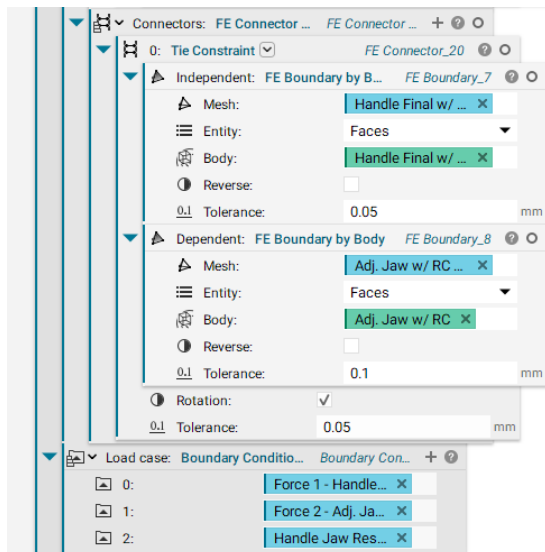 Connectors: FE Connector ... FE Connector ... + ?
0: Tie Constraint FE Connector_20 ?
Independent: FE Boundary by B... FE Boundary_7 ?
Mesh: Handle Final w/ ... ×
Entity: Faces
Body: Handle Final w/ ... ×
Reverse:
0.1 Tolerance: 0.05 mm
Dependent: FE Boundary by Body FE Boundary_8 ?
Mesh: Adj. Jaw w/ RC ... ×
Entity: Faces
Body: Adj. Jaw w/ RC ×
Reverse:
0.1 Tolerance: 0.1 mm
Rotation: ✓
0.1 Tolerance: 0.05 mm
Load case: Boundary Conditio... Boundary Con... + ?
0: Force 1 - Handle... ×
1: Force 2 - Adj. Ja... ×
2: Handle Jaw Res... ×